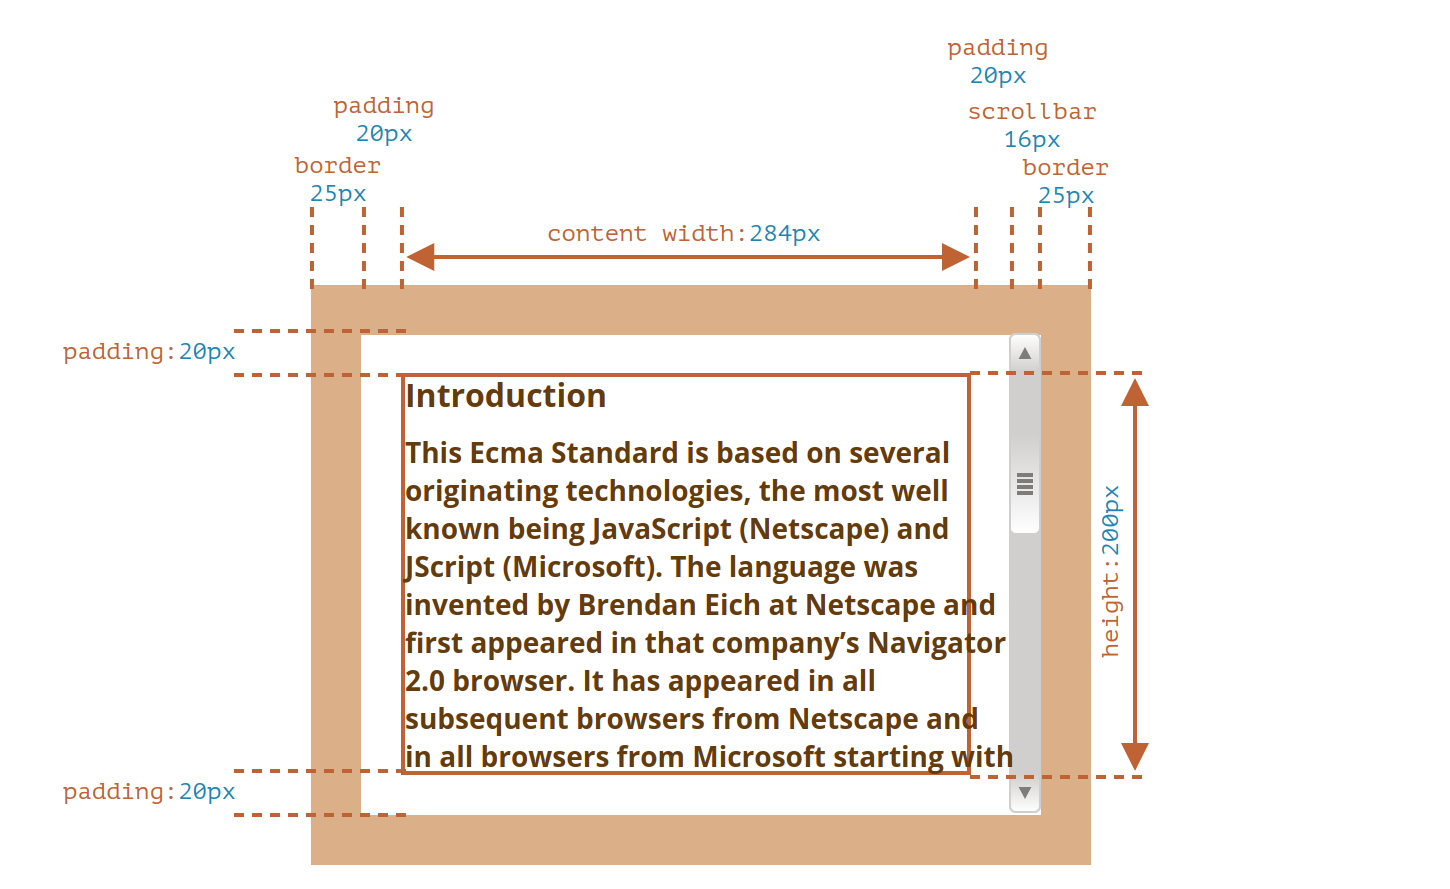 padding
20px
scrollbar
16px
border
25px
padding
20px
border
25px
content width:284px
padding:20px
Introduction
This Ecma Standard is based on several
originating technologies, the most well
known being JavaScript (Netscape) and
JScript (Microsoft). The language was
invented by Brendan Eich at Netscape and
first appeared in that company’s Navigator
2.0 browser. It has appeared in all
subsequent browsers from Netscape and
in all browsers from Microsoft starting with
height:200px
padding:20px